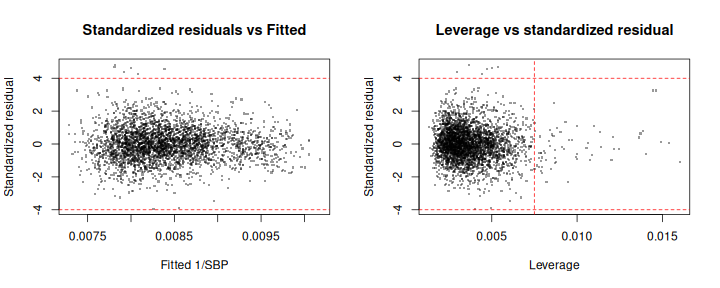 Standardized residuals vs Fitted
Standardized residual
4
2
0
-2
-4
0.0075
0.0085
0.0095
Fitted 1/SBP
Leverage vs standardized residual
Standardized residual
4
2
0
-2
-4
0.005
0.010
0.015
Leverage